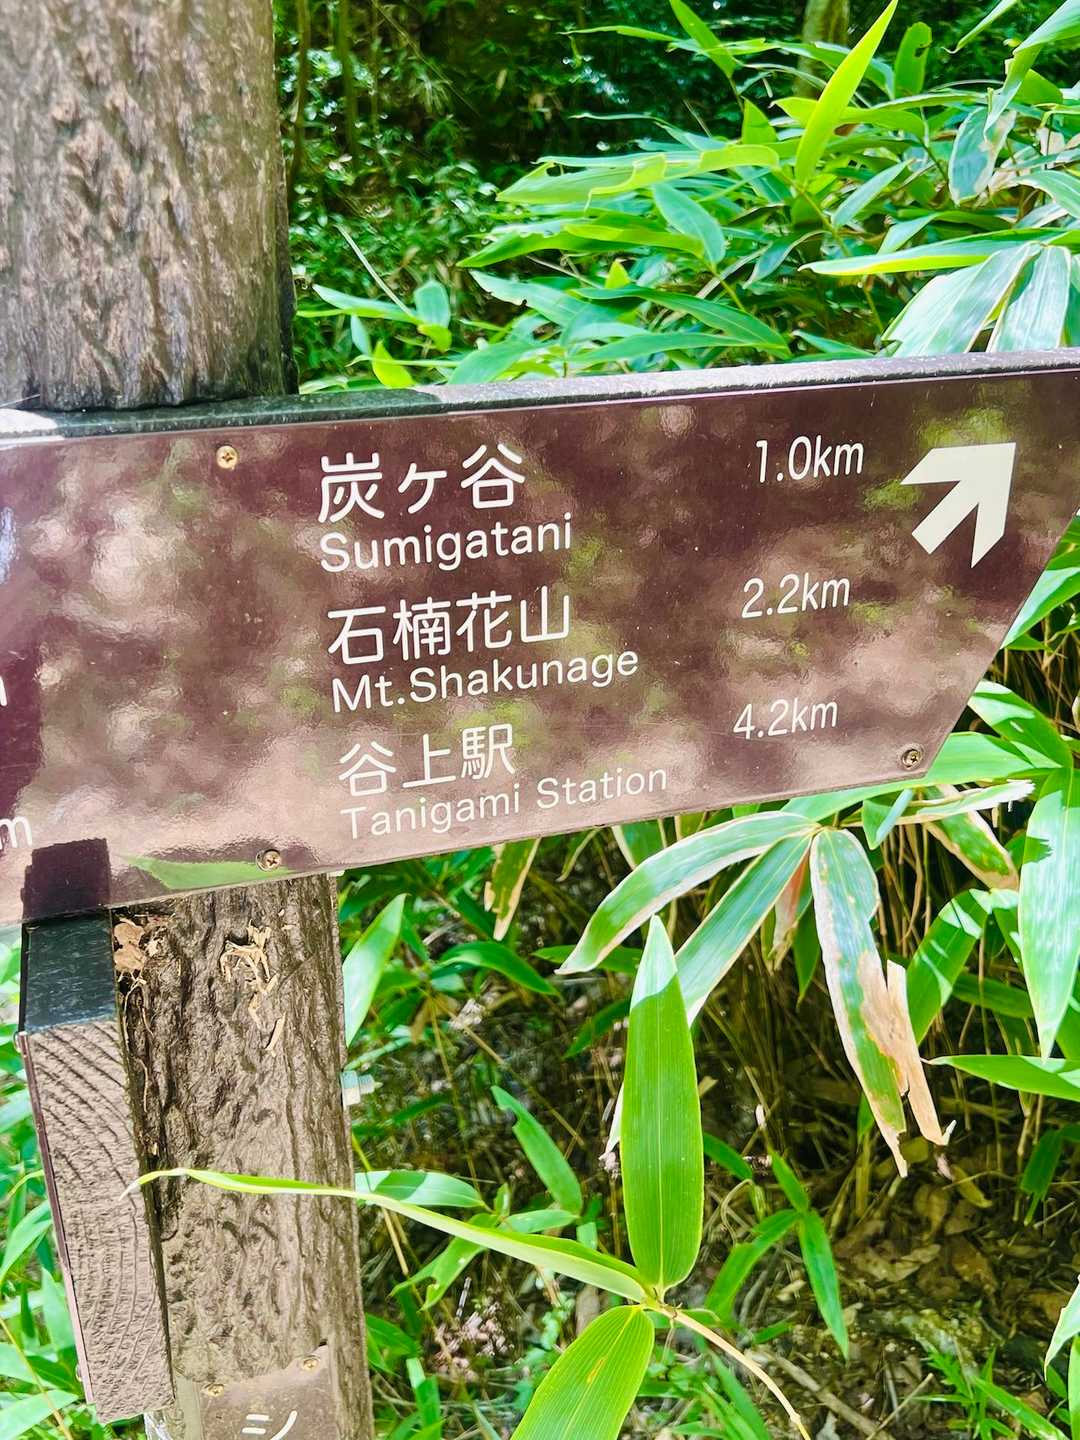 炭ヶ谷 1.0km
Sumigatani
石楠花山 2.2km
Mt.Shakunage
谷上駅 4.2km
Tanigami Station
m
シ